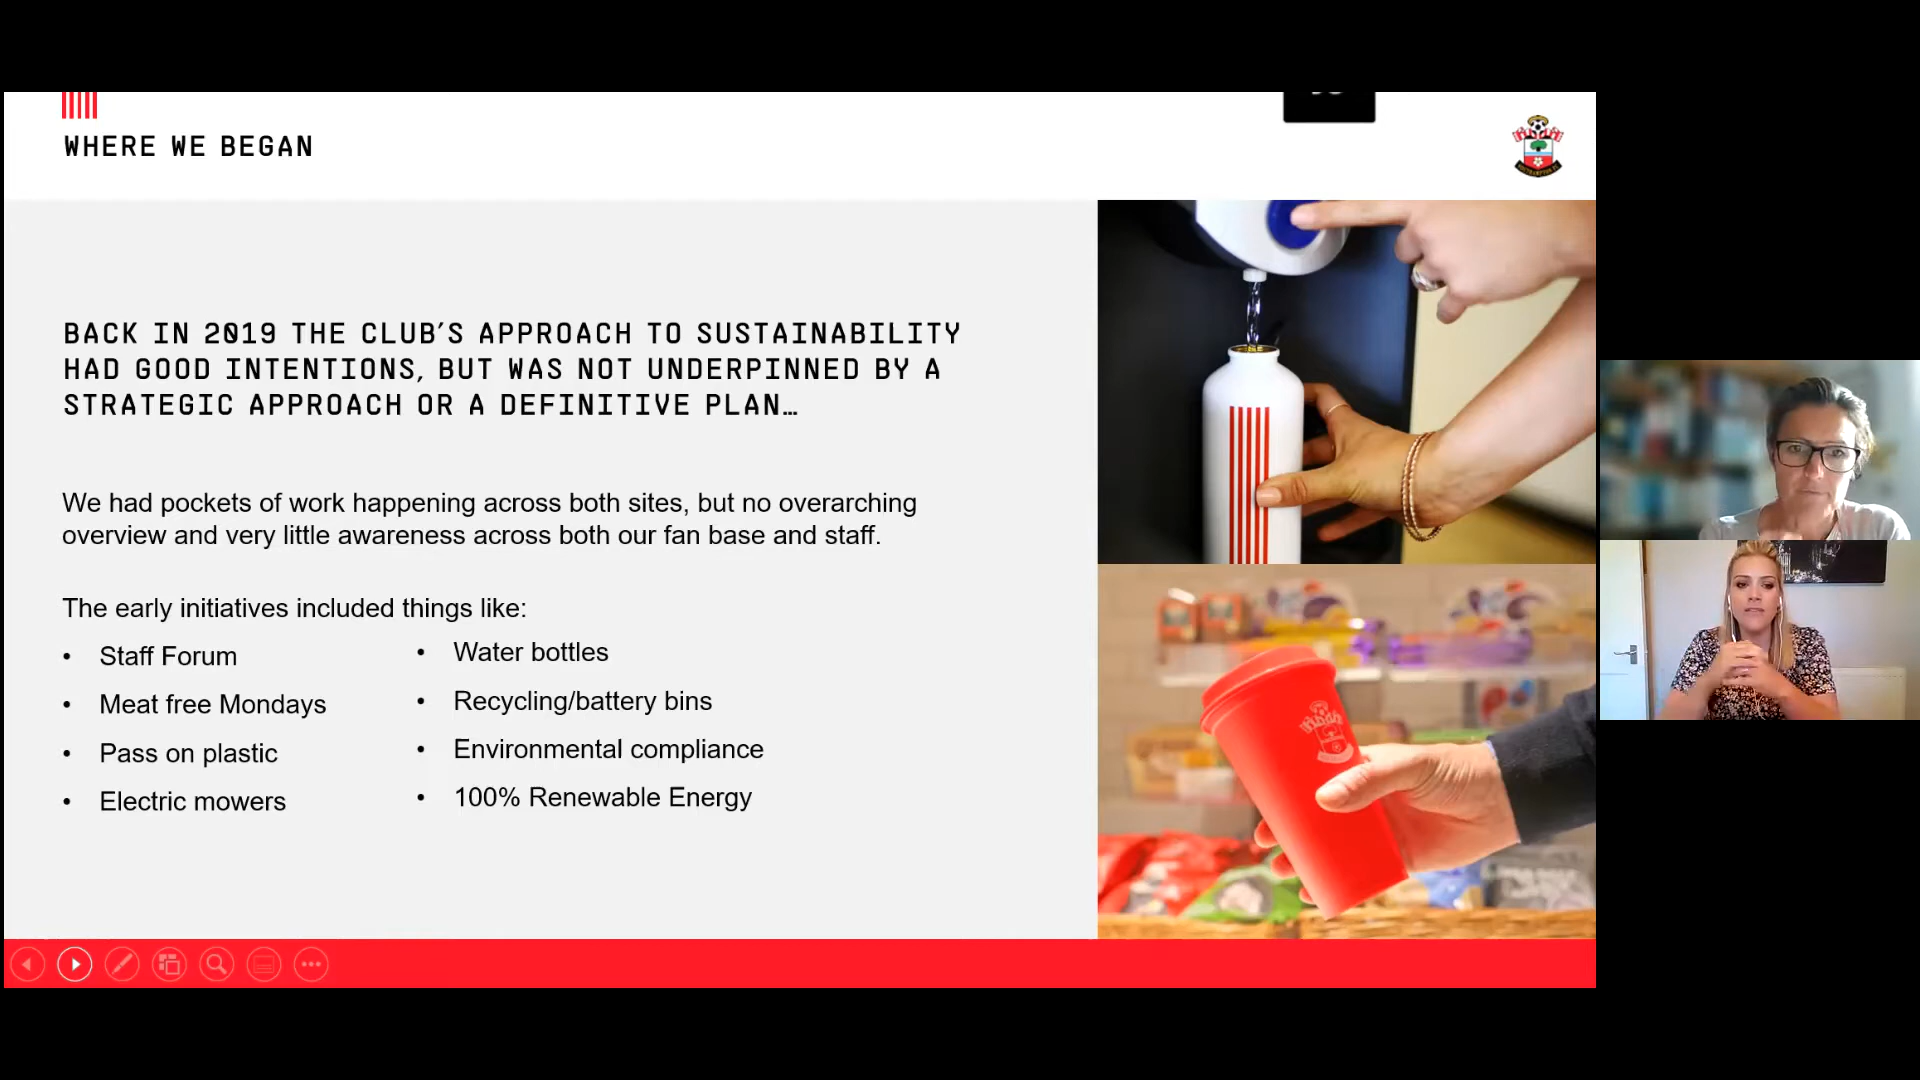 WHERE WE BEGAN
BACK IN 2019 THE CLUB'S APPROACH TO SUSTAINABILITY
HAD GOOD INTENTIONS, BUT WAS NOT UNDERPINNED BY A
STRATEGIC APPROACH OR A DEFINITIVE PLAN…
We had pockets of work happening across both sites, but no overarching
overview and very little awareness across both our fan base and staff.
The early initiatives included things like:
• Staff Forum
• Meat free Mondays
• Pass on plastic
• Electric mowers
• Water bottles
• Recycling/battery bins
• Environmental compliance
• 100% Renewable Energy